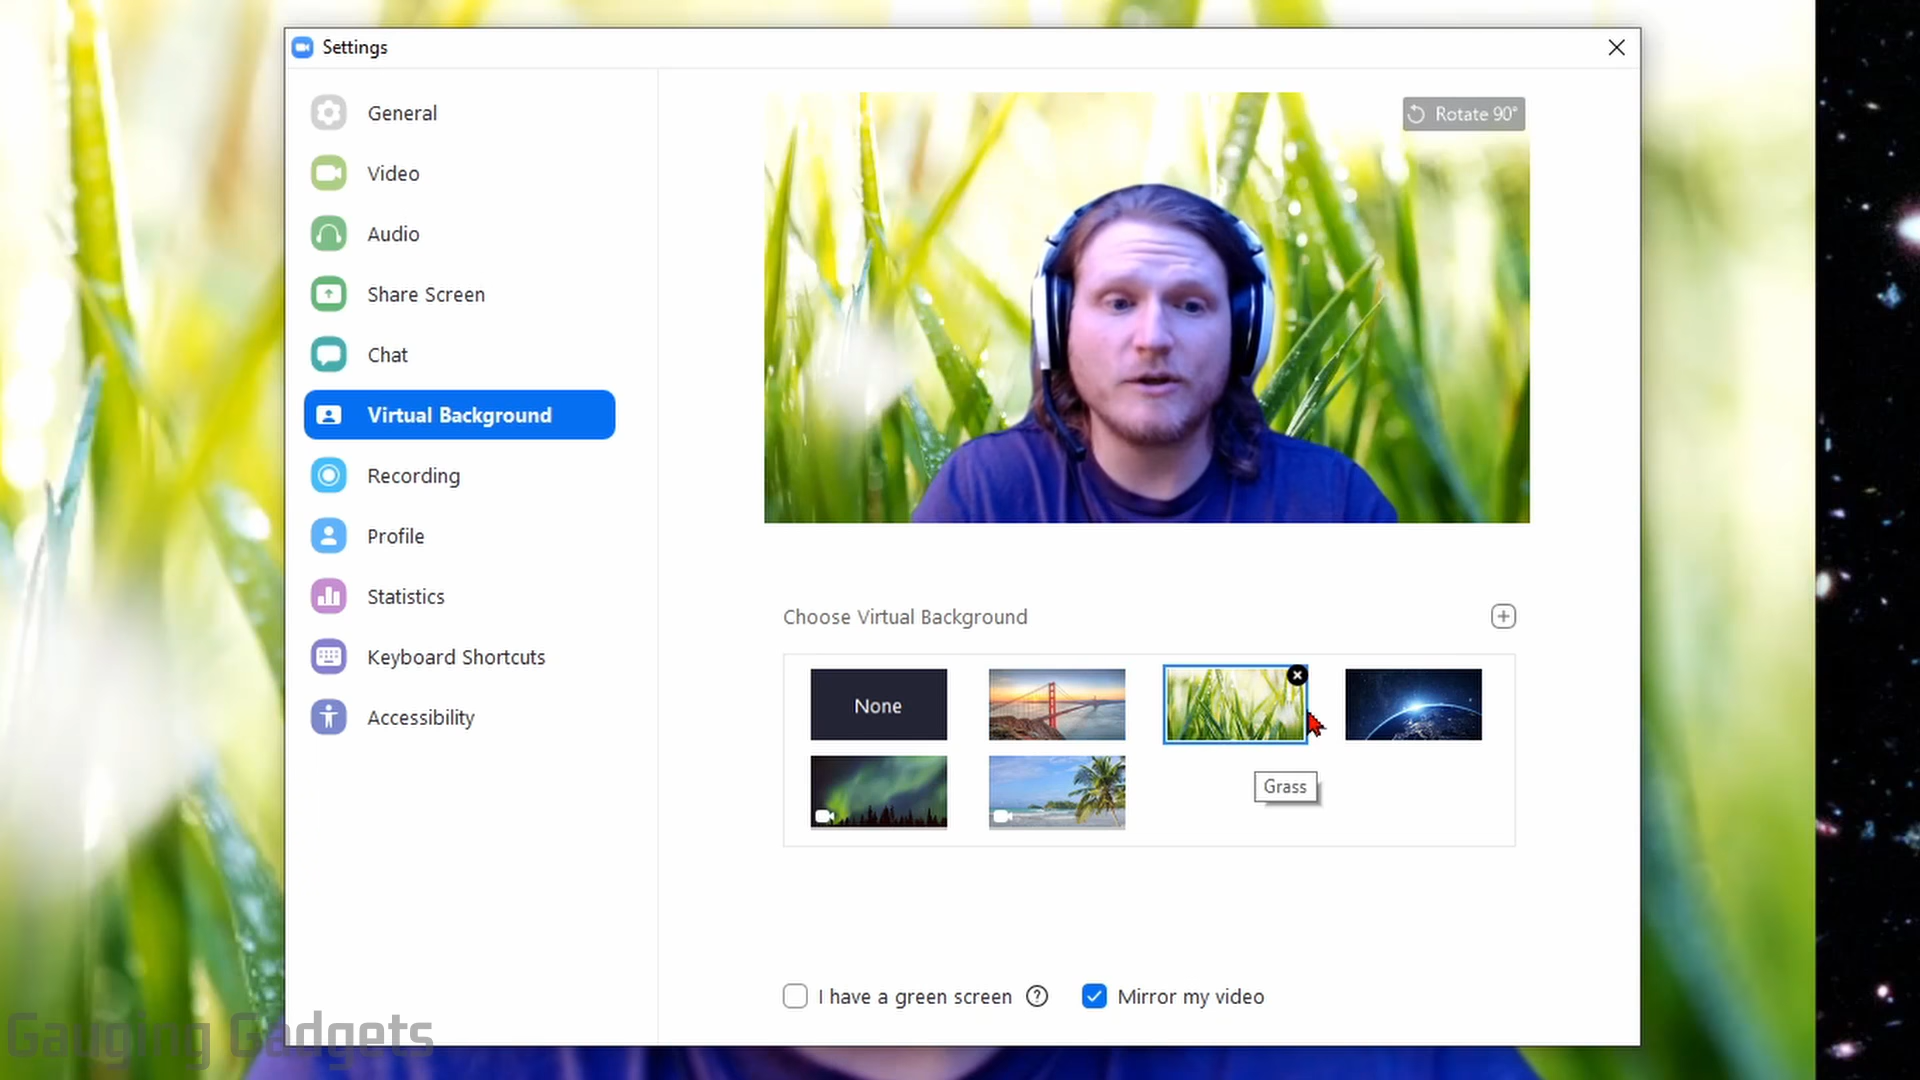 Settings
General
Video
Audio
Share Screen
Chat
Virtual Background
Recording
Profile
Statistics
Keyboard Shortcuts
Accessibility
Rotate 90°
Choose Virtual Background
None
Grass
I have a green screen
Mirror my video
Gauging Gadgets